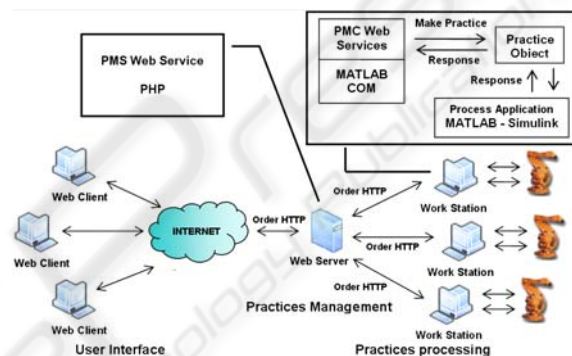 PMS Web Service
PHP
PMC Web
Services
MATLAB
COM
Make Practice
Response
Practice
Object
Response
Process Application
MATLAB - Simulink
Web Client
Web Client
Web Client
INTERNET
Order HTTP
Web Server
Order HTTP
Order HTTP
Order HTTP
Work Station
Work Station
Work Station
User Interface
Practices Management
Practices processing